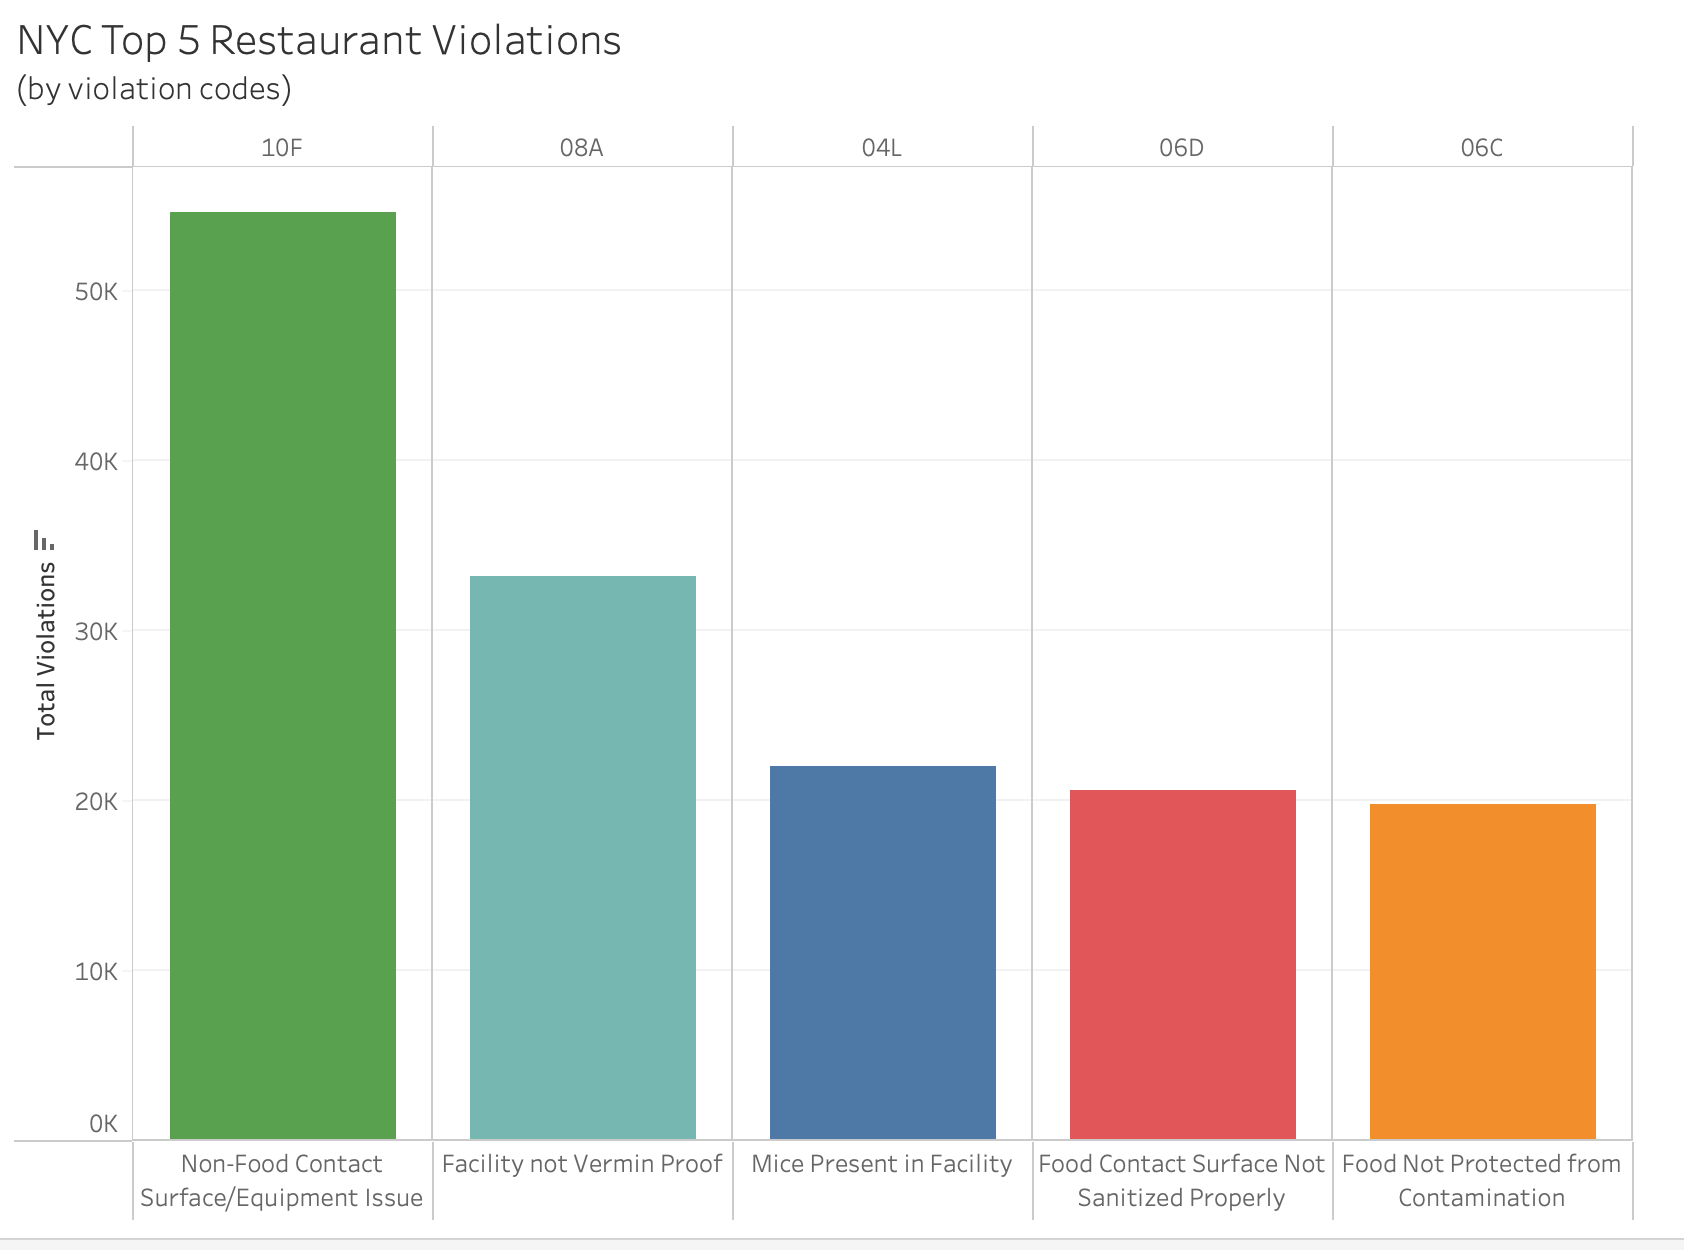 NYC Top 5 Restaurant Violations
(by violation codes)
10F 08A 04L 06D 06C
50K
40K
30K
20K
10K
0K
Total Violations
Non-Food Contact
Surface/Equipment Issue
Facility not Vermin Proof
Mice Present in Facility
Food Contact Surface Not
Sanitized Properly
Food Not Protected from
Contamination